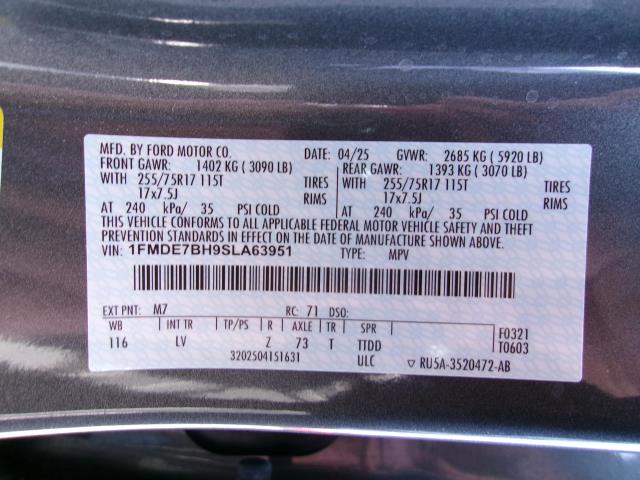 MFD. BY FORD MOTOR CO. DATE: 04/25 GVWR: 2685 KG ( 5920 LB)
FRONT GAWR: 1402 KG ( 3090 LB) REAR GAWR: 1393 KG ( 3070 LB)
WITH 255/75R17 115T TIRES WITH 255/75R17 115T TIRES
17x7.5J RIMS 17x7.5J RIMS
AT 240 kPa/ 35 PSI COLD AT 240 kPa/ 35 PSI COLD
THIS VEHICLE CONFORMS TO ALL APPLICABLE FEDERAL MOTOR VEHICLE SAFETY AND THEFT
PREVENTION STANDARDS IN EFFECT ON THE DATE OF MANUFACTURE SHOWN ABOVE.
VIN: 1FMDE7BH9SLA63951 TYPE: MPV
EXT PNT: M7 RC: 71 DSO:
WB INT TR TP/PS R AXLE TR SPR F0321
116 LV Z 73 T TTDD T0603
3202504151631 ULC ▽ RU5A-3520472-AB